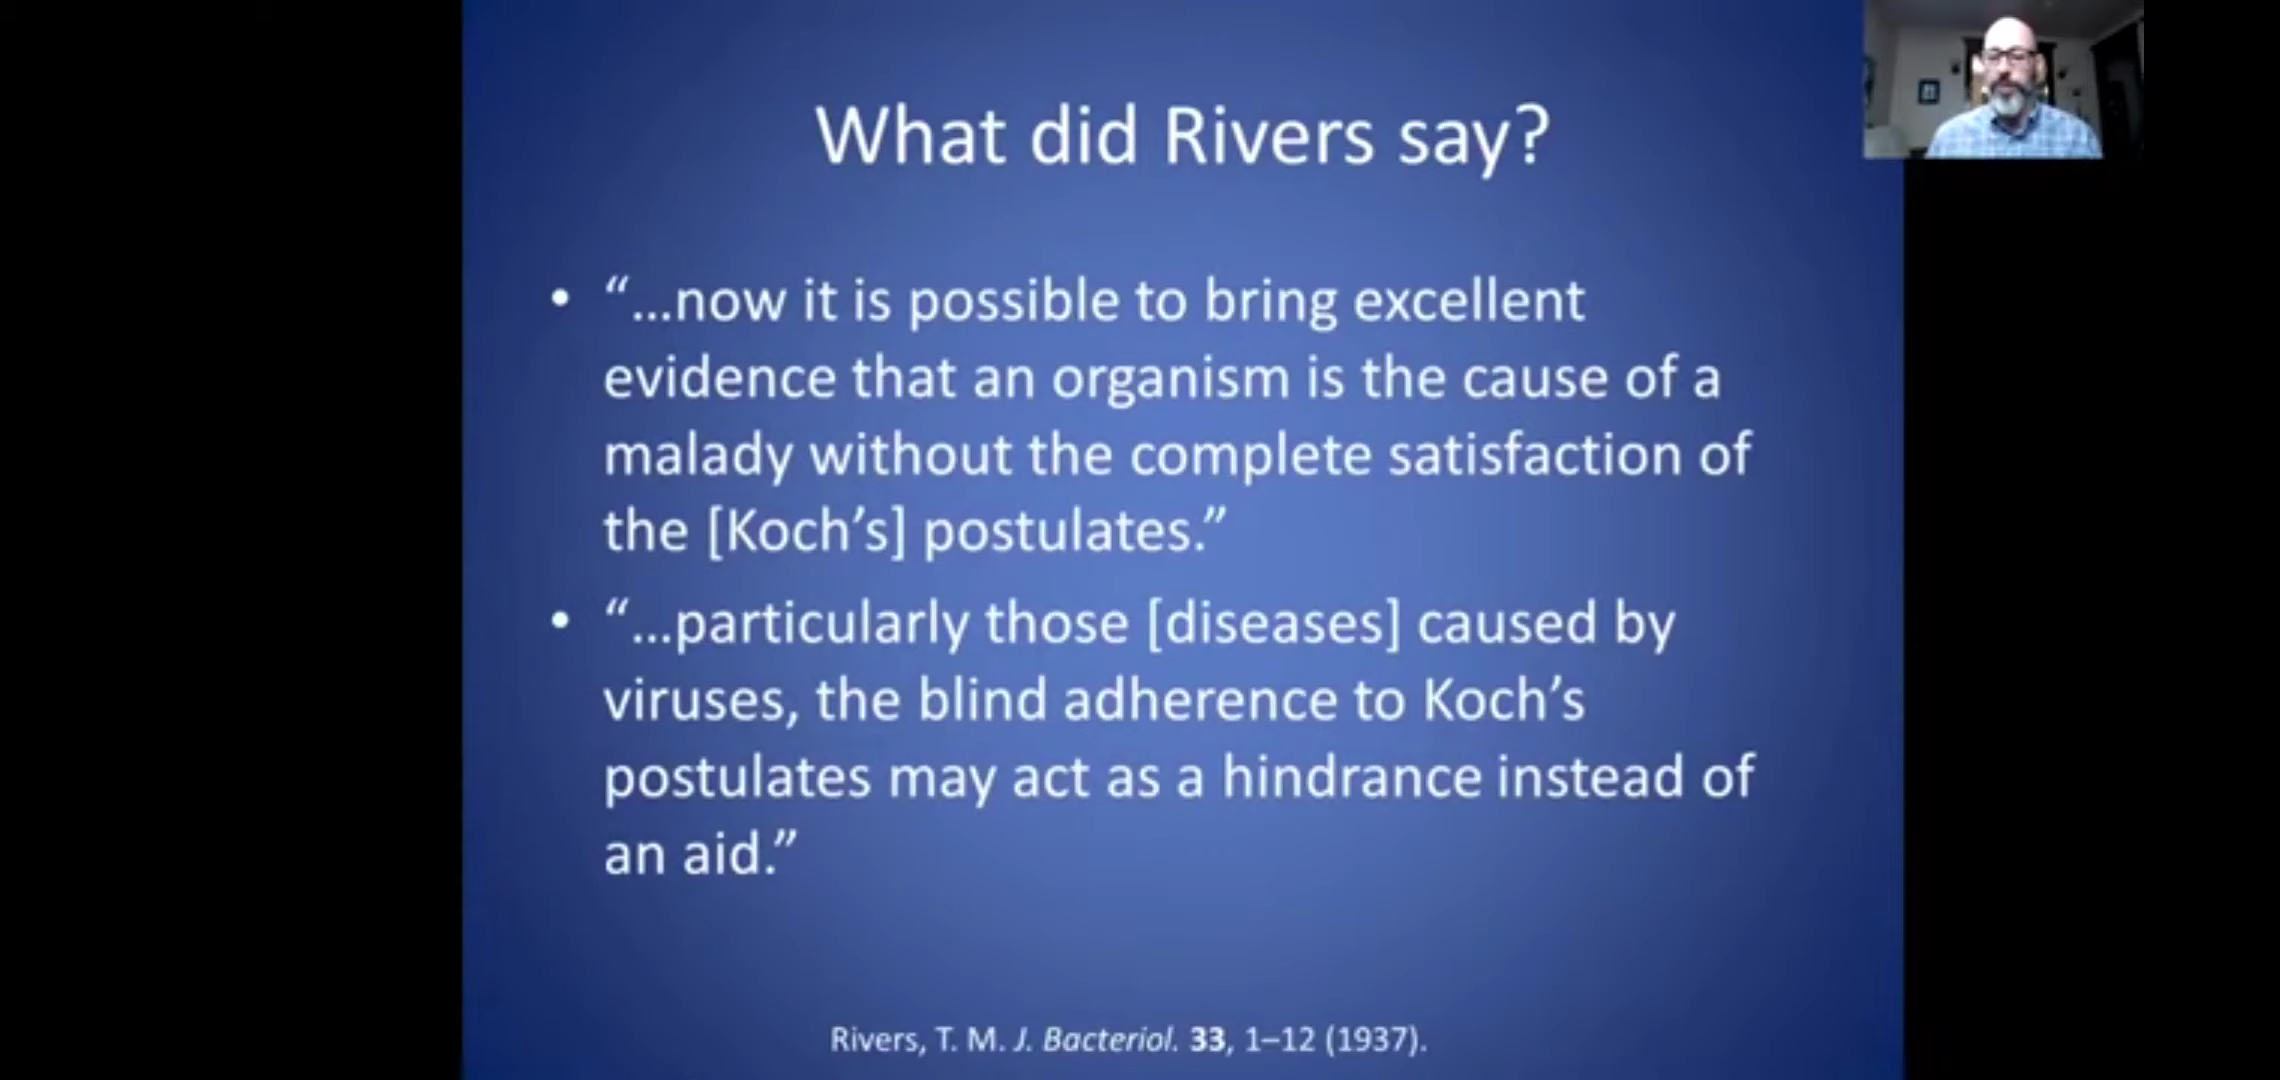 What did Rivers say?
• “…now it is possible to bring excellent
evidence that an organism is the cause of a
malady without the complete satisfaction of
the [Koch’s] postulates.”
• “…particularly those [diseases] caused by
viruses, the blind adherence to Koch’s
postulates may act as a hindrance instead of
an aid.”
Rivers, T. M. J. Bacteriol. 33, 1–12 (1937).